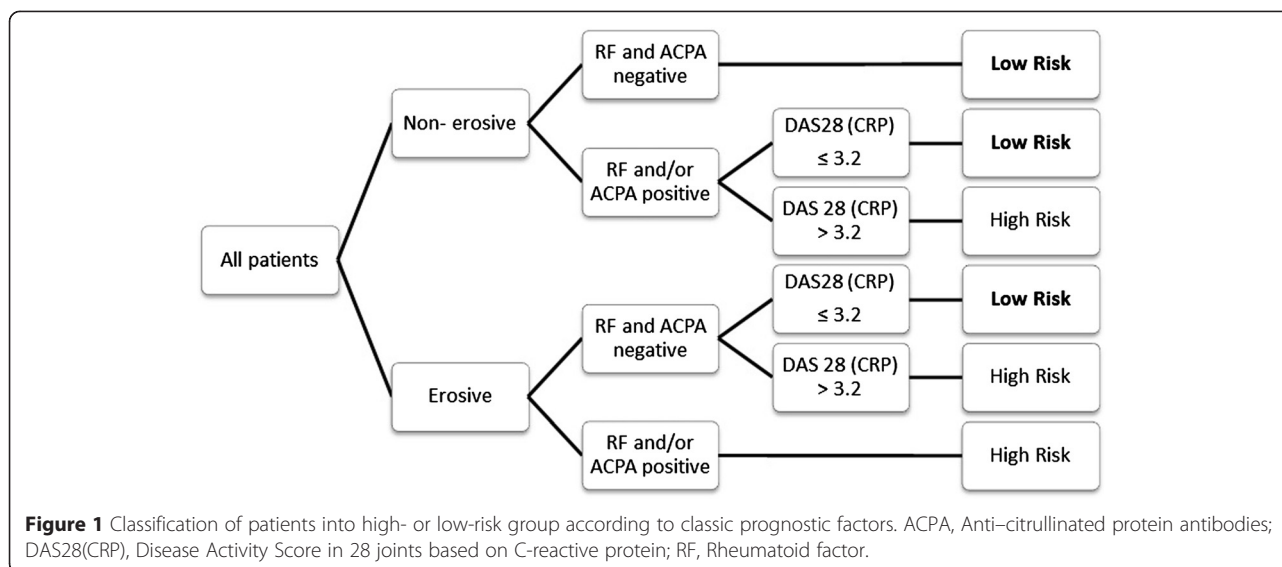 RF and ACPA
negative
Low Risk
Non- erosive
DAS28 (CRP)
≤ 3.2
Low Risk
RF and/or
ACPA positive
DAS 28 (CRP)
> 3.2
High Risk
All patients
DAS28 (CRP)
≤ 3.2
Low Risk
RF and ACPA
negative
DAS 28 (CRP)
> 3.2
High Risk
Erosive
RF and/or
ACPA positive
High Risk
Figure 1 Classification of patients into high- or low-risk group according to classic prognostic factors. ACPA, Anti–citrullinated protein antibodies;
DAS28(CRP), Disease Activity Score in 28 joints based on C-reactive protein; RF, Rheumatoid factor.